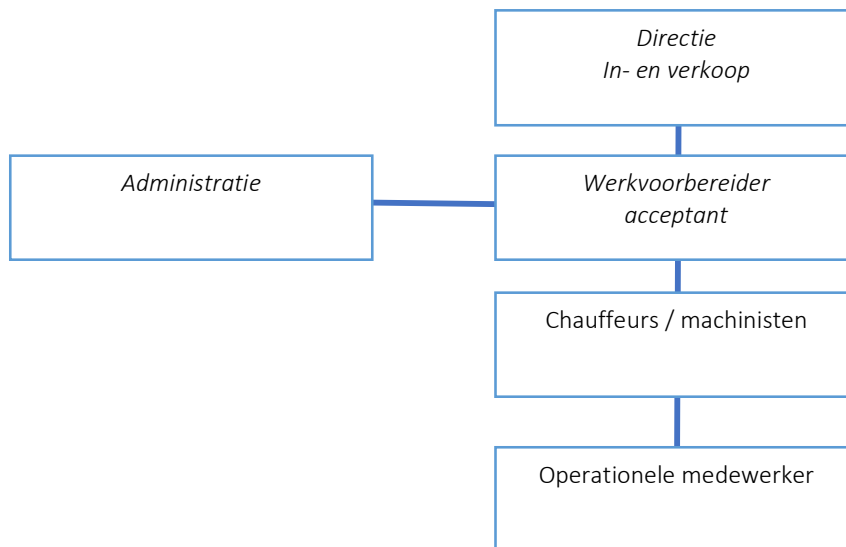 Directie
In- en verkoop
Administratie
Werkvoorbereider
acceptant
Chauffeurs / machinisten
Operationele medewerker